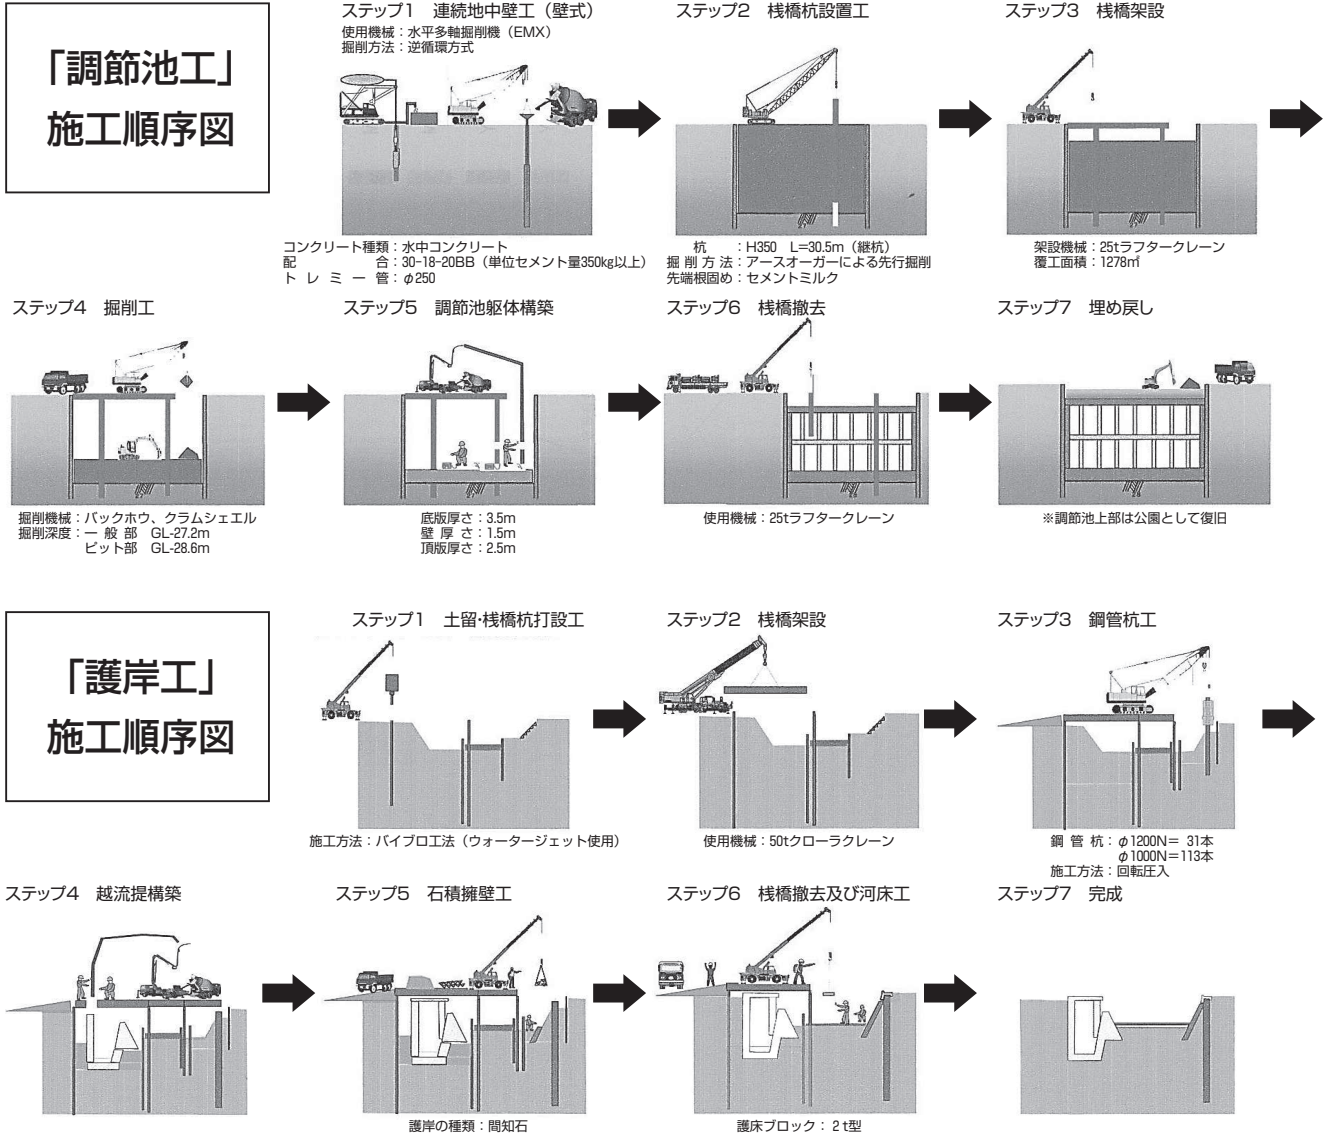 「調節池工」
施工順序図
ステップ1　連続地中壁工（壁式）
使用機械：水平多軸掘削機（EMX）
掘削方法：逆循環方式
コンクリート種類：水中コンクリート
配　　　　　合：30-18-20BB（単位セメント量350kg以上）
ト レ ミ ー 管：φ250
ステップ2　桟橋杭設置工
杭　　：H350　L=30.5m（継杭）
掘 削 方 法：アースオーガーによる先行掘削
先端根固め：セメントミルク
ステップ3　桟橋架設
架設機械：25tラフタークレーン
覆工面積：1278㎡
ステップ4　掘削工
掘削機械：バックホウ、クラムシェエル
掘削深度：一 般 部　GL-27.2m
ピット部　GL-28.6m
ステップ5　調節池躯体構築
底版厚さ：3.5m
壁 厚 さ：1.5m
頂版厚さ：2.5m
ステップ6　桟橋撤去
使用機械：25tラフタークレーン
ステップ7　埋め戻し
※調節池上部は公園として復旧
「護岸工」
施工順序図
ステップ1　土留・桟橋杭打設工
施工方法：バイブロ工法（ウォータージェット使用）
ステップ2　桟橋架設
使用機械：50tクローラクレーン
ステップ3　鋼管杭工
鋼 管 杭：φ1200N＝ 31本
φ1000N＝113本
施工方法：回転圧入
ステップ4　越流提構築
ステップ5　石積擁壁工
護岸の種類：間知石
ステップ6　桟橋撤去及び河床工
護床ブロック： 2 t型
ステップ7　完成